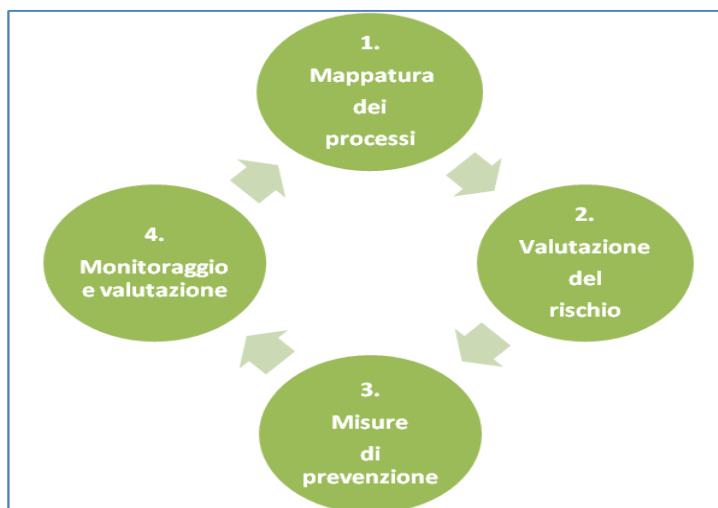 1.
Mappatura
dei
processi
2.
Valutazione
del
rischio
3.
Misure
di
prevenzione
4.
Monitoraggio
e valutazione